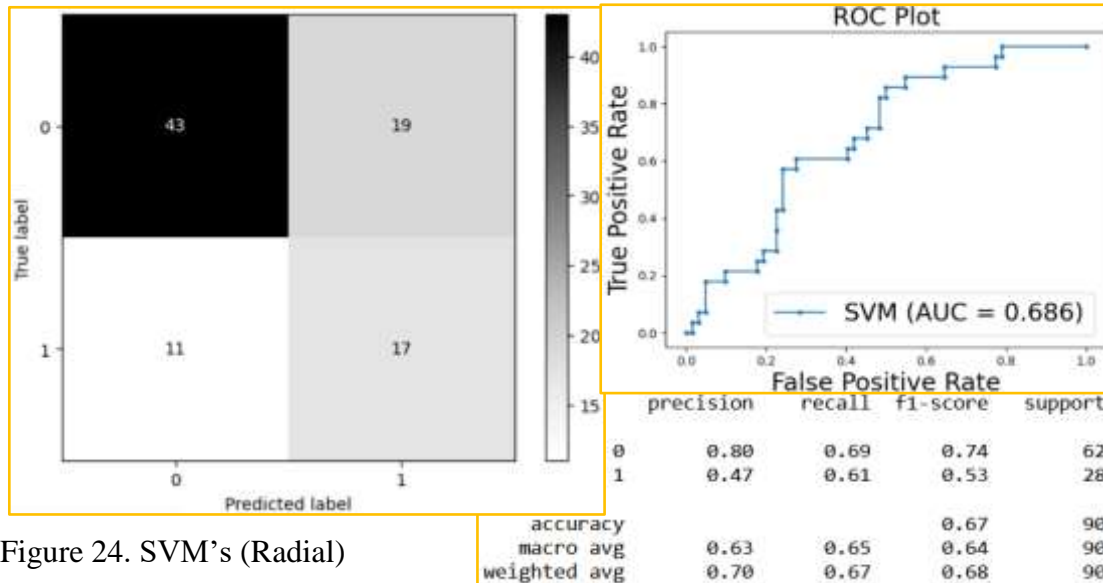 ROC Plot
1.0
0.8
0.6
0.4
0.2
0.0
True Positive Rate
SVM (AUC = 0.686)
0.0 0.2 0.4 0.6 0.8 1.0
False Positive Rate
43 19
11 17
True label
0
1
0 1
Predicted label
40
35
30
25
20
15
precision recall f1-score support
0 0.80 0.69 0.74 62
1 0.47 0.61 0.53 28
accuracy 0.67 90
macro avg 0.63 0.65 0.64 90
weighted avg 0.70 0.67 0.68 90
Figure 24. SVM’s (Radial)